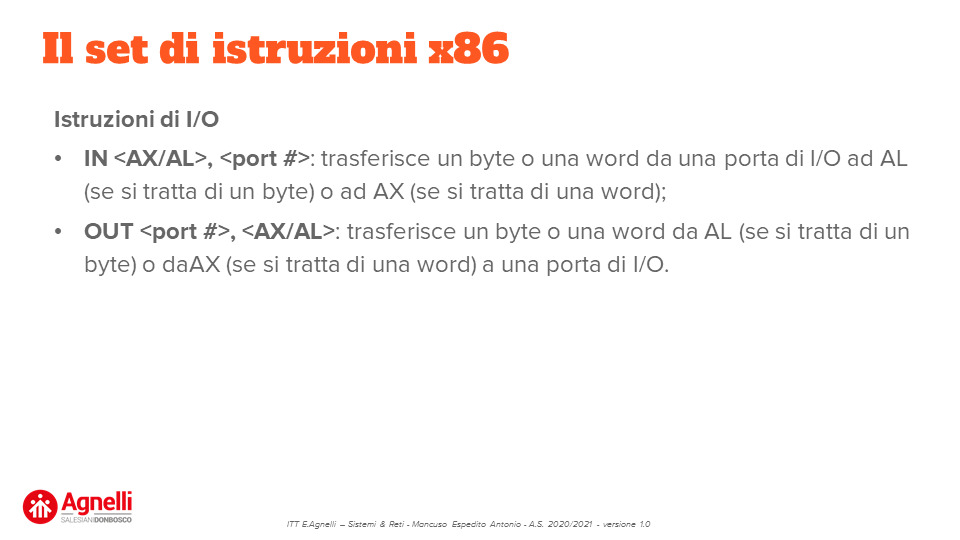 Il set di istruzioni x86
Istruzioni di I/O
• IN <AX/AL>, <port #>: trasferisce un byte o una word da una porta di I/O ad AL
(se si tratta di un byte) o ad AX (se si tratta di una word);
• OUT <port #>, <AX/AL>: trasferisce un byte o una word da AL (se si tratta di un
byte) o daAX (se si tratta di una word) a una porta di I/O.
Agnelli
SALESIANIDONBOSCO
ITT E.Agnelli – Sistemi & Reti - Mancuso Espedito Antonio - A.S. 2020/2021 - versione 1.0